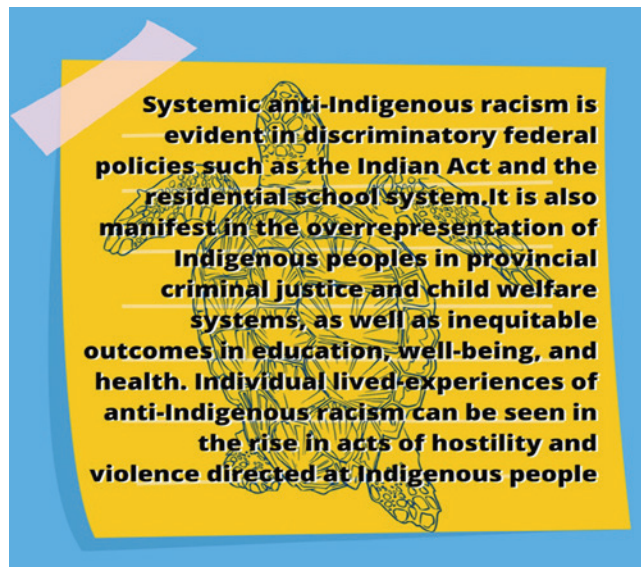 Systemic anti-Indigenous racism is
evident in discriminatory federal
policies such as the Indian Act and the
residential school system.It is also
manifest in the overrepresentation of
Indigenous peoples in provincial
criminal justice and child welfare
systems, as well as inequitable
outcomes in education, well-being, and
health. Individual lived-experiences of
anti-Indigenous racism can be seen in
the rise in acts of hostility and
violence directed at Indigenous people